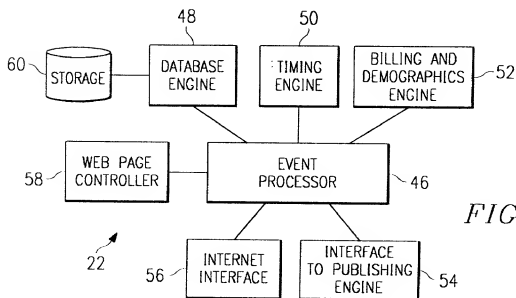 48
50
60
STORAGE
DATABASE
ENGINE
TIMING
ENGINE
BILLING AND
DEMOGRAPHICS
ENGINE
52
58
WEB PAGE
CONTROLLER
EVENT
PROCESSOR
46
FIG
22
56
INTERNET
INTERFACE
INTERFACE
TO PUBLISHING
ENGINE
54